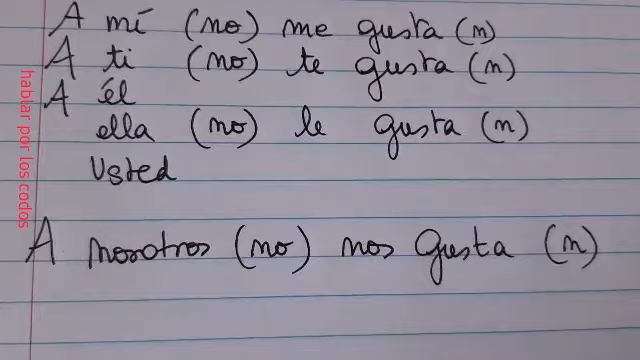 A mí (no) me gusta (n)
A ti (no) te gusta (n)
A él
ella (no) le gusta (n)
Usted
A nosotros (no) nos gusta (n)
hablar por los codos